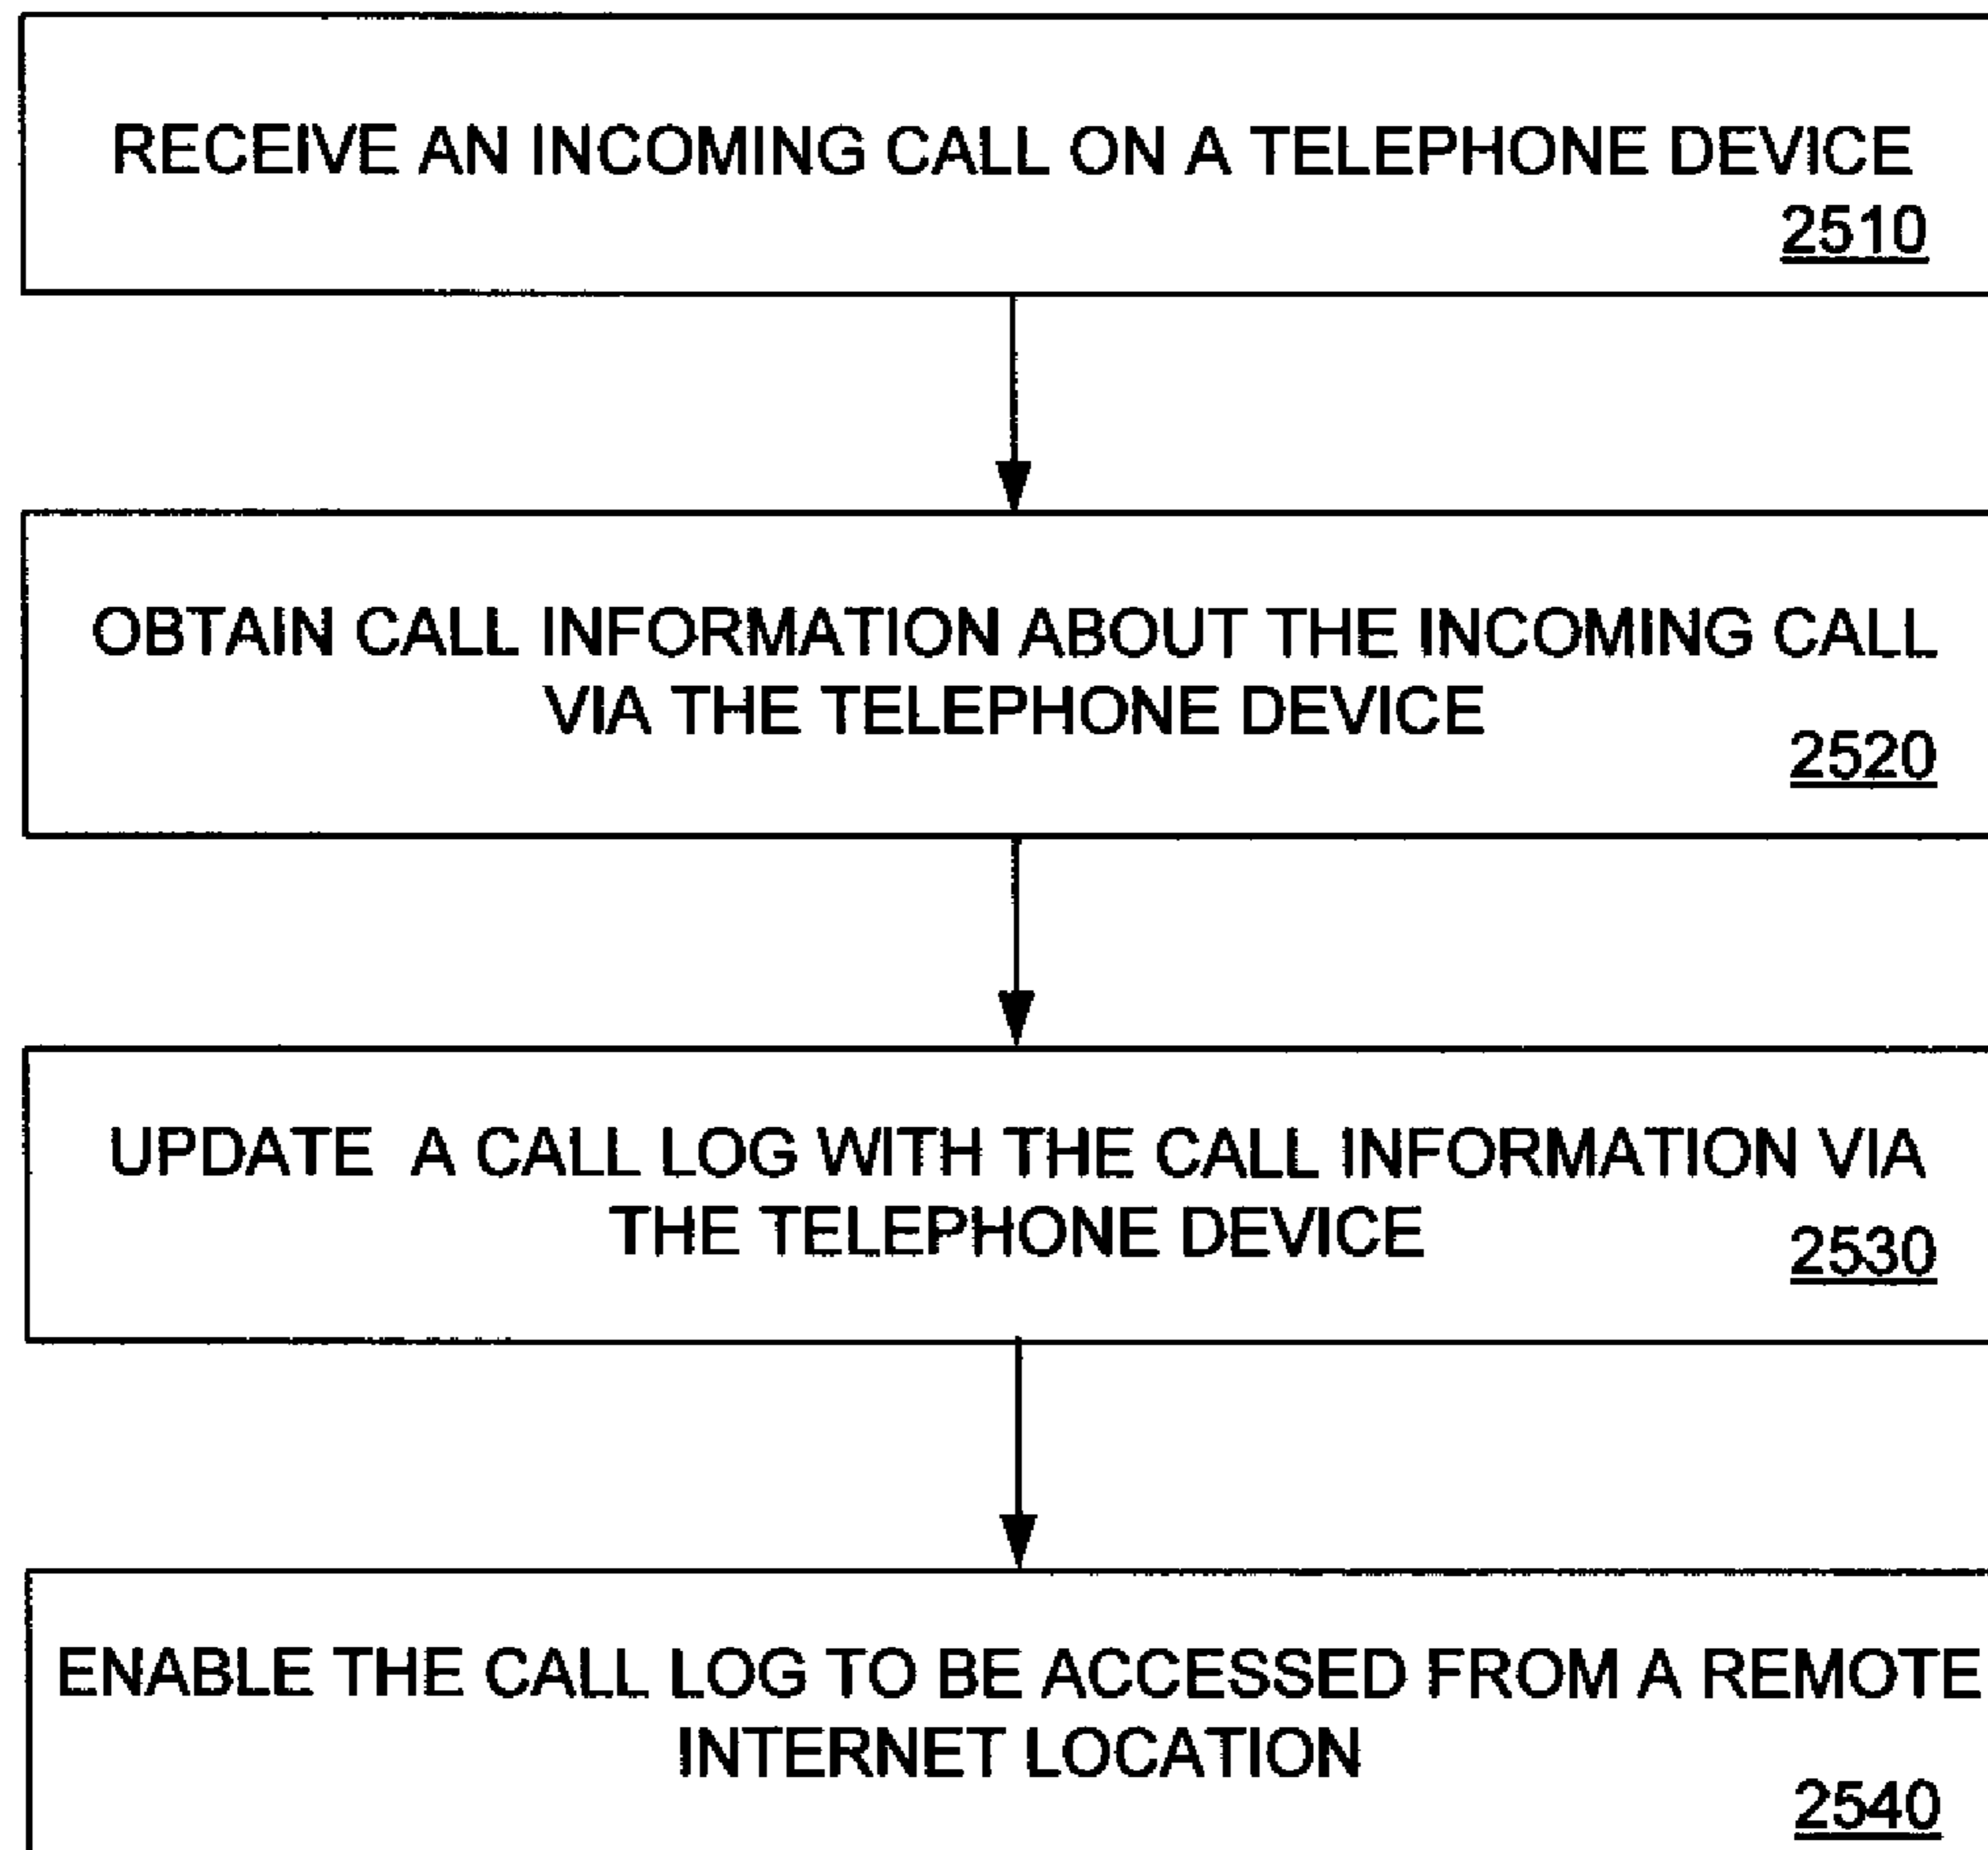 RECEIVE AN INCOMING CALL ON A TELEPHONE DEVICE
2510
OBTAIN CALL INFORMATION ABOUT THE INCOMING CALL
VIA THE TELEPHONE DEVICE
2520
UPDATE A CALL LOG WITH THE CALL INFORMATION VIA
THE TELEPHONE DEVICE
2530
ENABLE THE CALL LOG TO BE ACCESSED FROM A REMOTE
INTERNET LOCATION
2540